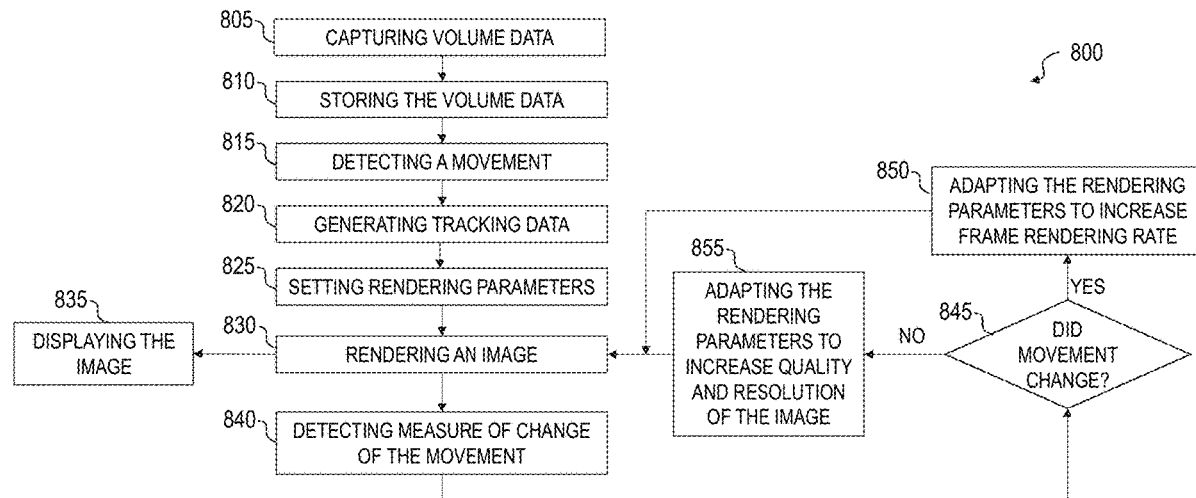 805
CAPTURING VOLUME DATA
800
810
STORING THE VOLUME DATA
815
DETECTING A MOVEMENT
850
ADAPTING THE RENDERING
PARAMETERS TO INCREASE
FRAME RENDERING RATE
820
GENERATING TRACKING DATA
825
SETTING RENDERING PARAMETERS
855
ADAPTING THE
RENDERING
PARAMETERS TO
INCREASE QUALITY
AND RESOLUTION
OF THE IMAGE
YES
845
DID
MOVEMENT
CHANGE?
NO
835
DISPLAYING THE
IMAGE
830
RENDERING AN IMAGE
840
DETECTING MEASURE OF CHANGE
OF THE MOVEMENT